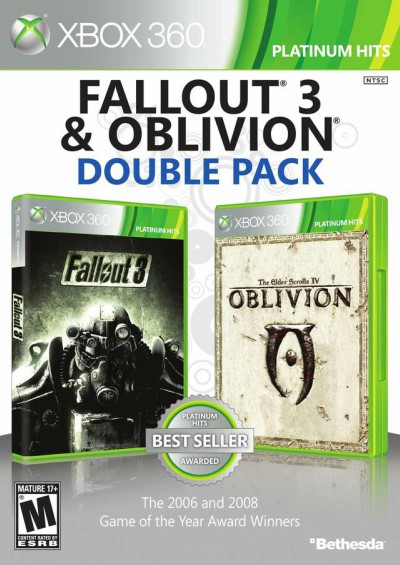 XBOX 360
PLATINUM HITS
NTSC
FALLOUT® 3
& OBLIVION®
DOUBLE PACK
XBOX 360
PLATINUM HITS
Fallout 3
Fallout 3
XBOX 360
PLATINUM HITS
The Elder Scrolls IV
OBLIVION
PLATINUM
HITS
BEST SELLER
AWARDED
MATURE 17+
M
CONTENT RATED BY
ESRB
The 2006 and 2008
Game of the Year Award Winners
Bethesda